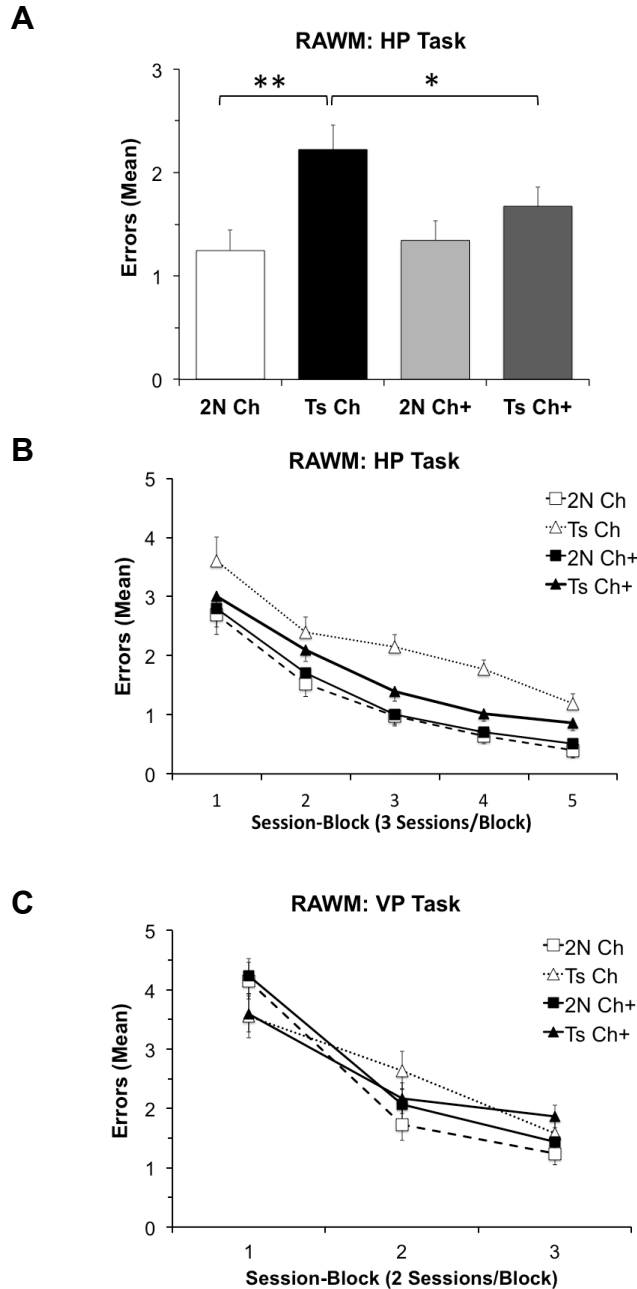 A
RAWM: HP Task
**
*
3
2
1
0
Errors (Mean)
2N Ch Ts Ch 2N Ch+ Ts Ch+
B
RAWM: HP Task
5
4
3
2
1
0
Errors (Mean)
2N Ch
Ts Ch
2N Ch+
Ts Ch+
1 2 3 4 5
Session-Block (3 Sessions/Block)
C
RAWM: VP Task
5
4
3
2
1
0
Errors (Mean)
2N Ch
Ts Ch
2N Ch+
Ts Ch+
1 2 3
Session-Block (2 Sessions/Block)